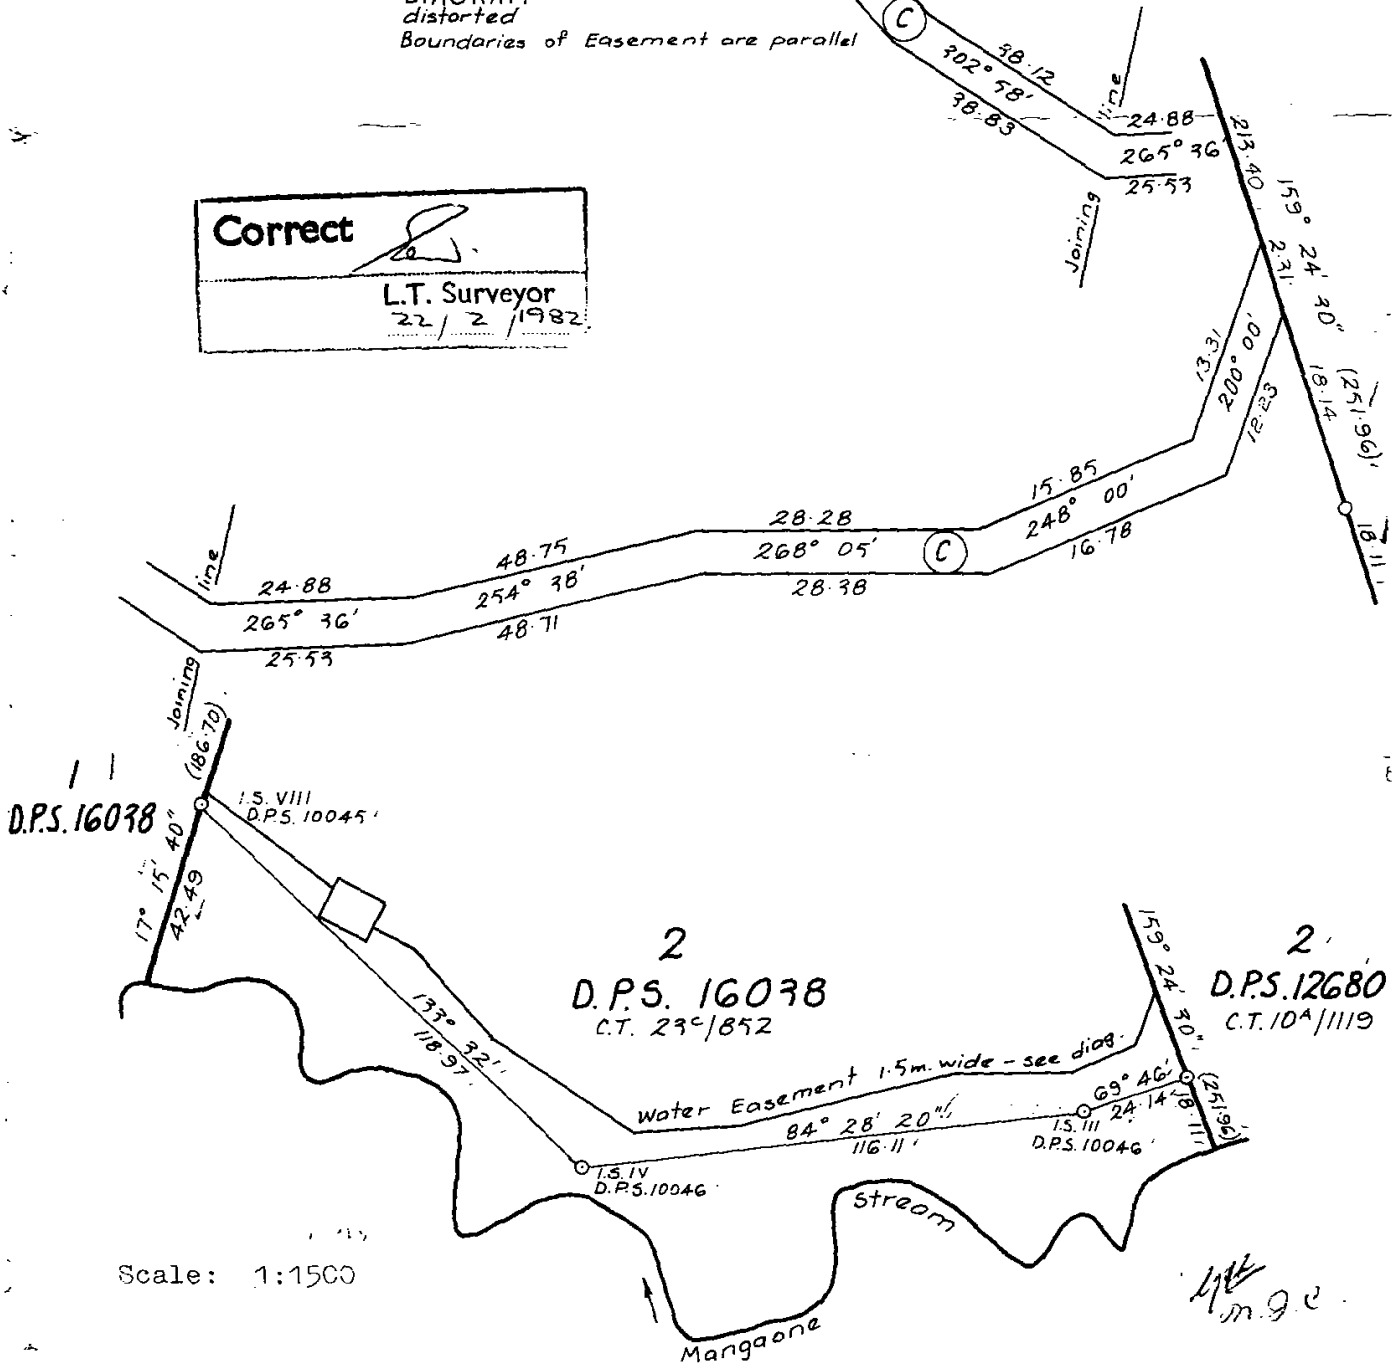 distorted
Boundaries of Easement are parallel
C
38.12
302° 58'
38.83
line
24.88
265° 36'
25.53
Joining
213.40
159° 24' 30"
2.31
(251.96)
18.14
18.11
Correct
L.T. Surveyor
22 / 2 / 1982
13.31
200° 00'
12.23
15.85
248° 00'
16.78
28.28
268° 05'
C
28.38
48.75
254° 38'
48.71
line
24.88
265° 36'
25.53
Joining
(186.70)
1
D.P.S. 16038
17° 15' 40"
42.49
I.S. VIII
D.P.S. 10045
133° 32'
118.97
2
D.P.S. 16038
C.T. 23C/852
159° 24' 30"
2
D.P.S. 12680
C.T. 10A/1119
Water Easement 1.5m. wide - see diag.
84° 28' 20"
116.11
69° 46'
24.14
(251.96)
18.11
I.S. III
D.P.S. 10046
I.S. IV
D.P.S. 10046
Stream
Mangaone
Scale: 1:1500